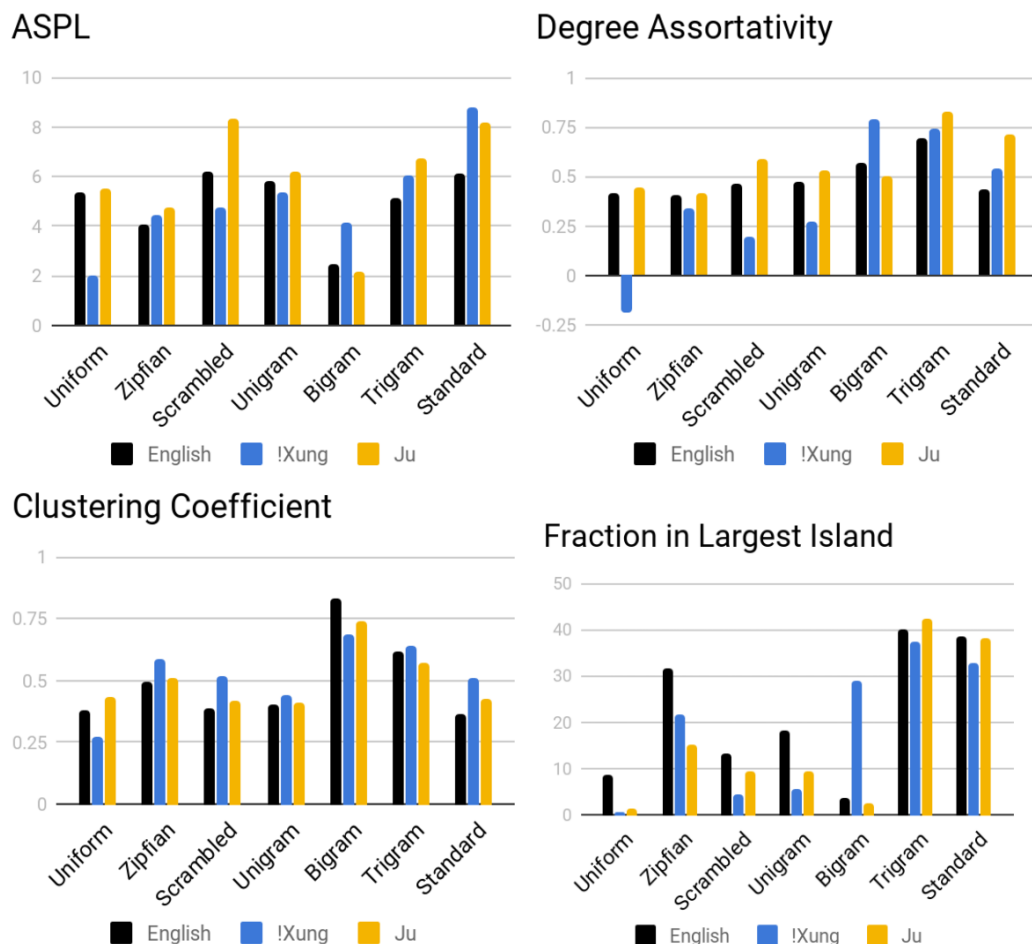 ASPL
10
8
6
4
2
0
Uniform Zipfian Scrambled Unigram Bigram Trigram Standard
English !Xung Ju
Degree Assortativity
1
0.75
0.5
0.25
0
-0.25
Uniform Zipfian Scrambled Unigram Bigram Trigram Standard
English !Xung Ju
Clustering Coefficient
1
0.75
0.5
0.25
0
Uniform Zipfian Scrambled Unigram Bigram Trigram Standard
English !Xung Ju
Fraction in Largest Island
50
40
30
20
10
0
Uniform Zipfian Scrambled Unigram Bigram Trigram Standard
English !Xung Ju